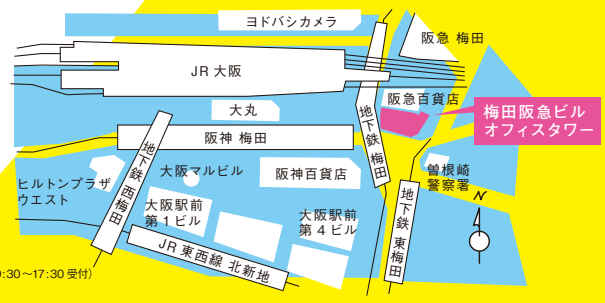 ヨドバシカメラ
阪急 梅田
JR 大阪
阪急百貨店
梅田阪急ビル
オフィスタワー
大丸
地下鉄 梅田
阪神 梅田
地下鉄 西梅田
大阪マルビル
阪神百貨店
曽根崎
警察署
ヒルトンプラザ
ウエスト
大阪駅前
第1ビル
大阪駅前
第4ビル
地下鉄 東梅田
N
JR 東西線 北新地
:30〜17:30 受付)